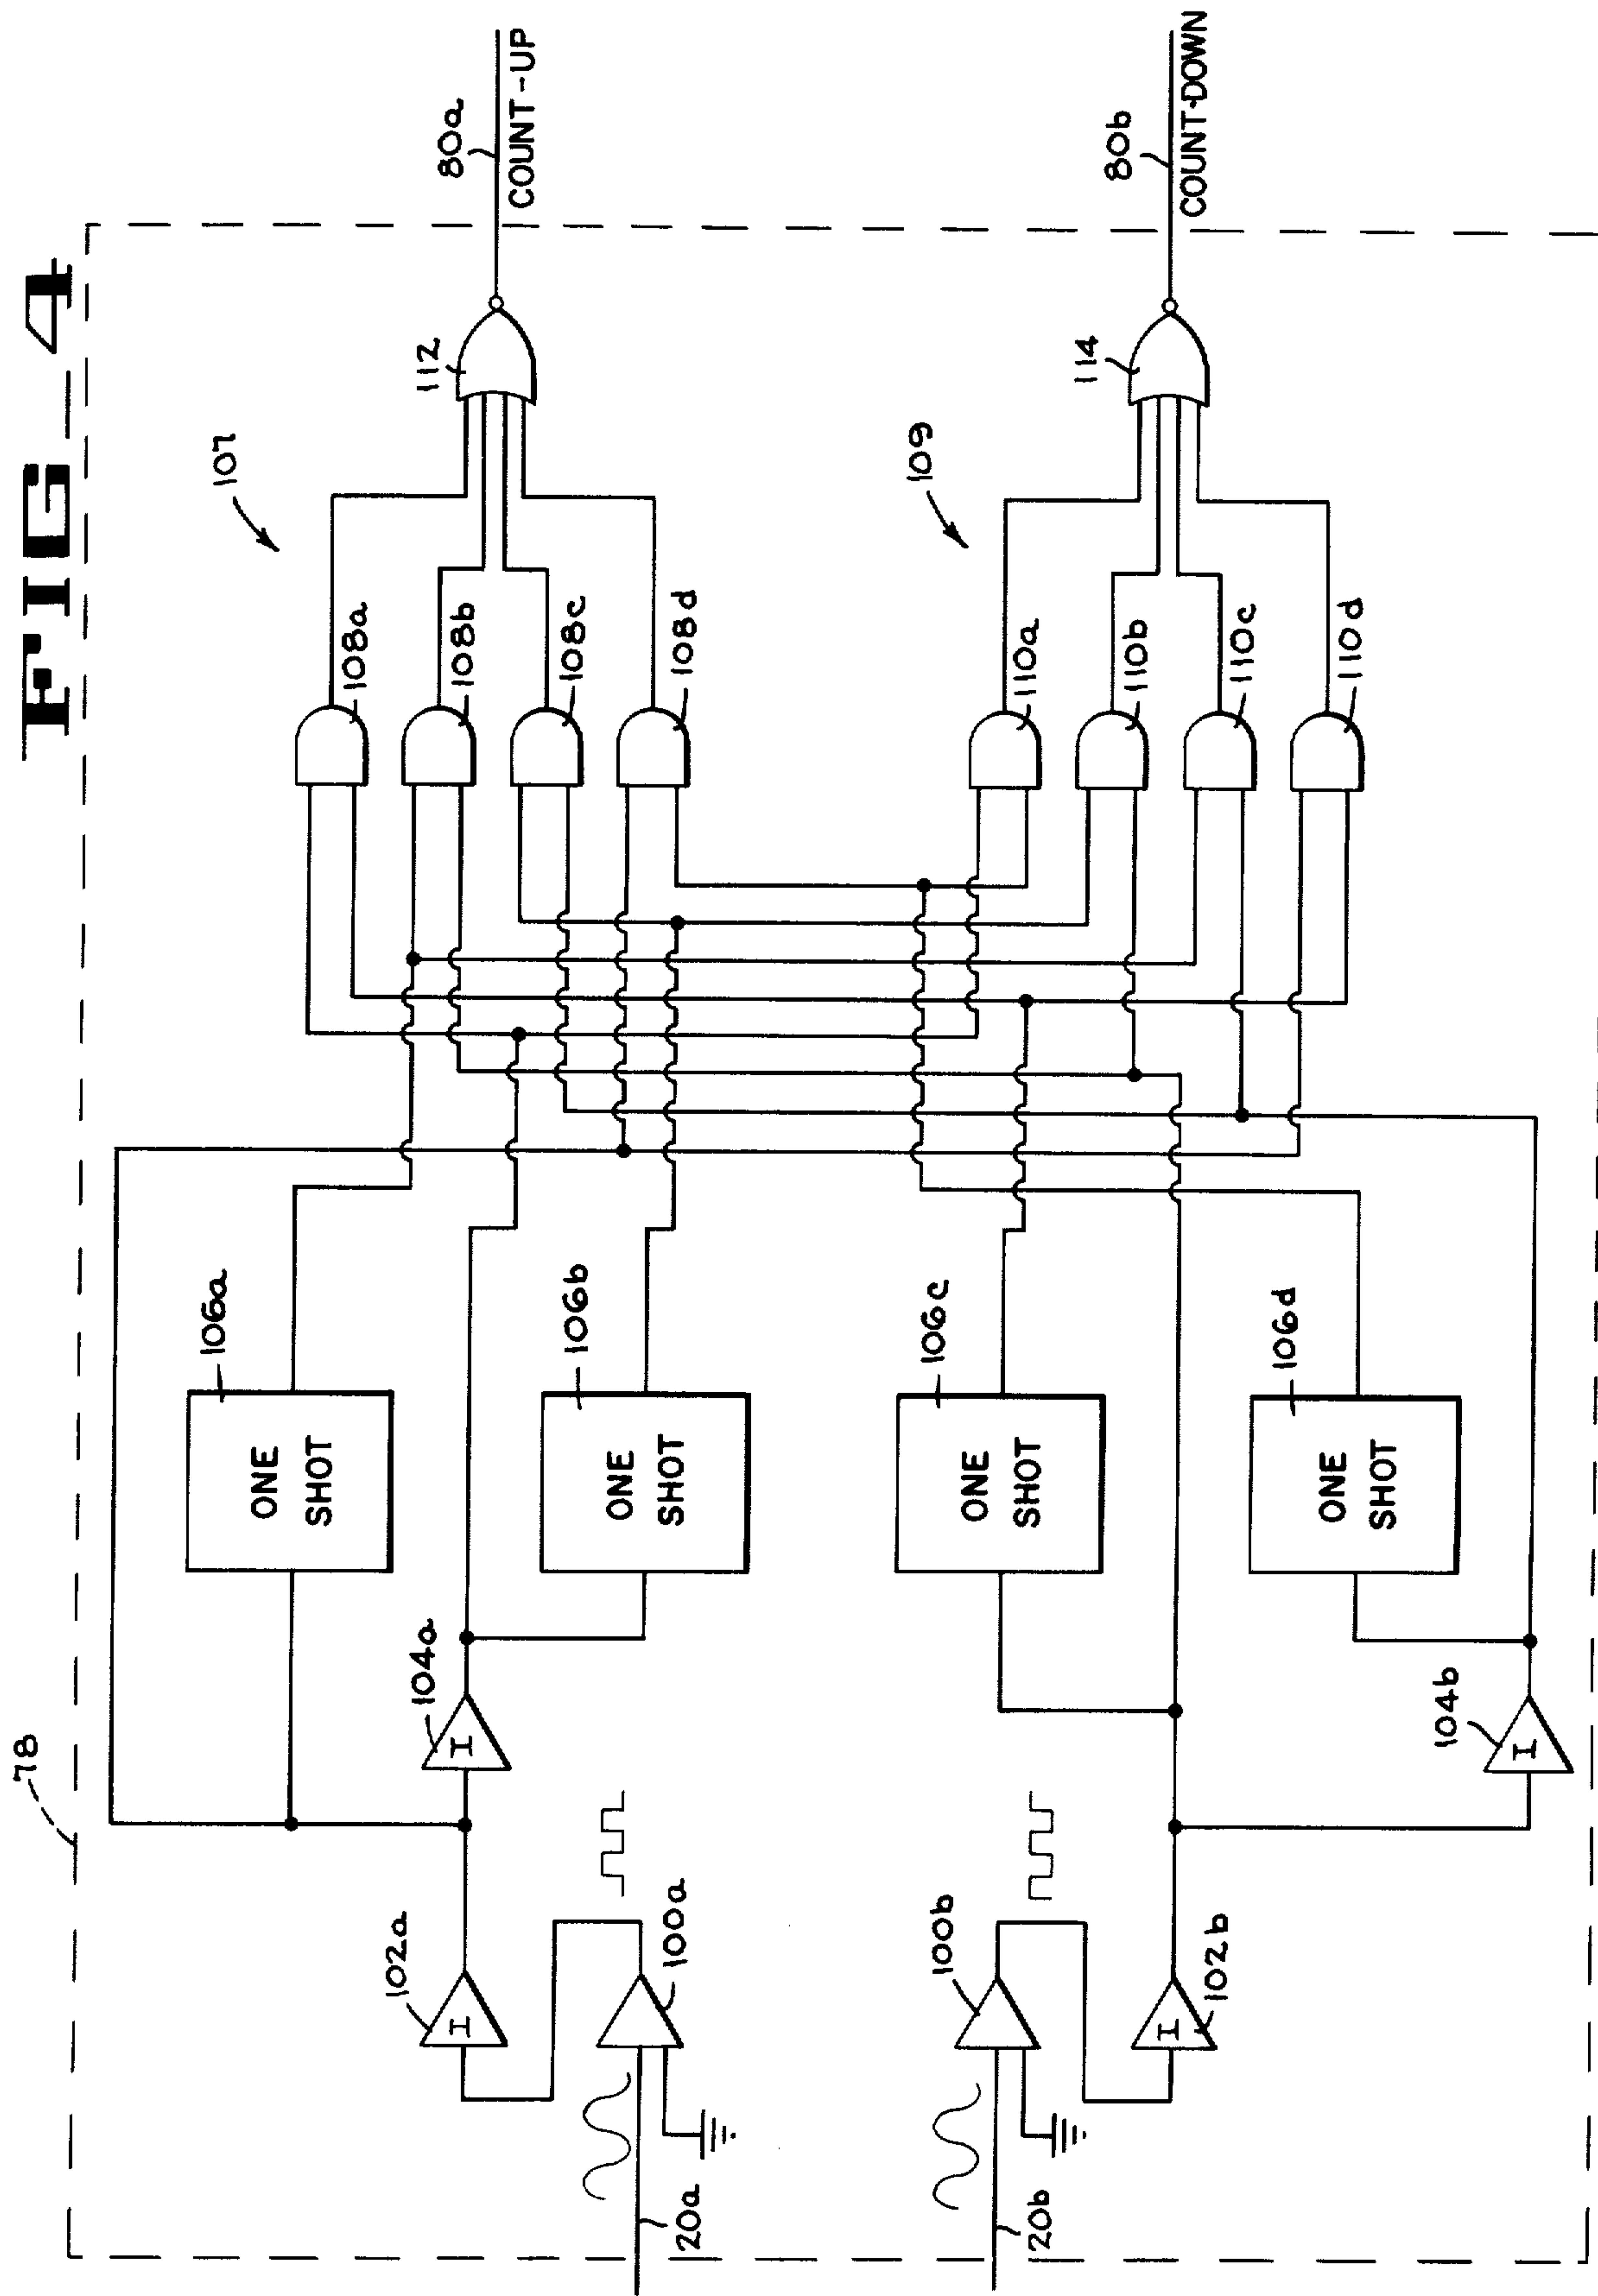 FIG_4
78
20a
100a
102a
104a
106a
ONE
SHOT
106b
ONE
SHOT
107
108a
108b
108c
108d
112
80a
COUNT-UP
20b
100b
102b
104b
106c
ONE
SHOT
106d
ONE
SHOT
109
110a
110b
110c
110d
114
80b
COUNT-DOWN
I
I
I
I